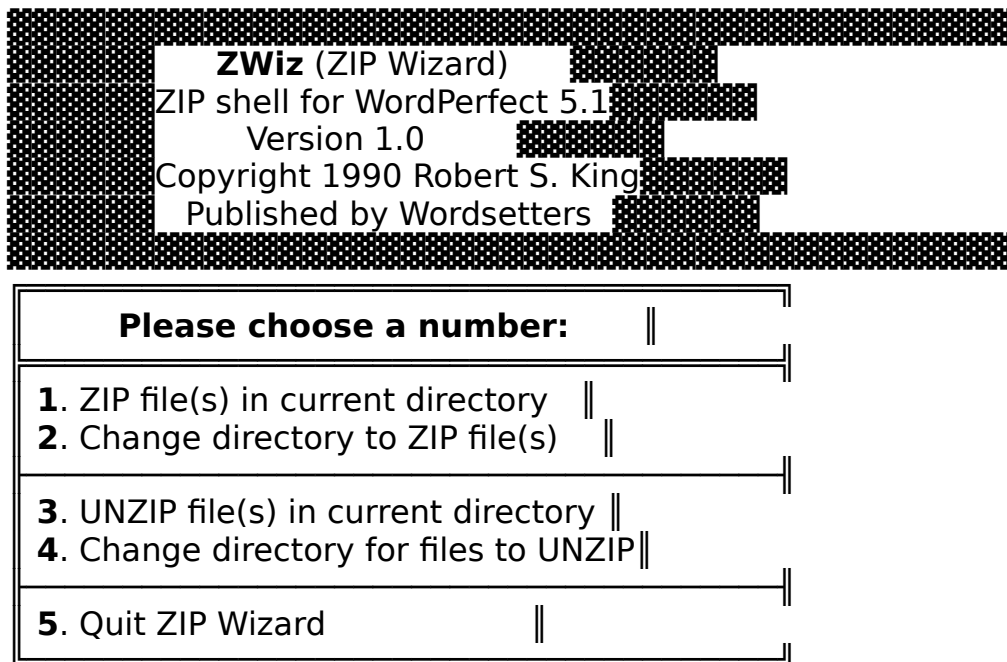 ZWiz (ZIP Wizard)
ZIP shell for WordPerfect 5.1
Version 1.0
Copyright 1990 Robert S. King
Published by Wordsetters
Please choose a number:
1. ZIP file(s) in current directory
2. Change directory to ZIP file(s)
3. UNZIP file(s) in current directory
4. Change directory for files to UNZIP
5. Quit ZIP Wizard